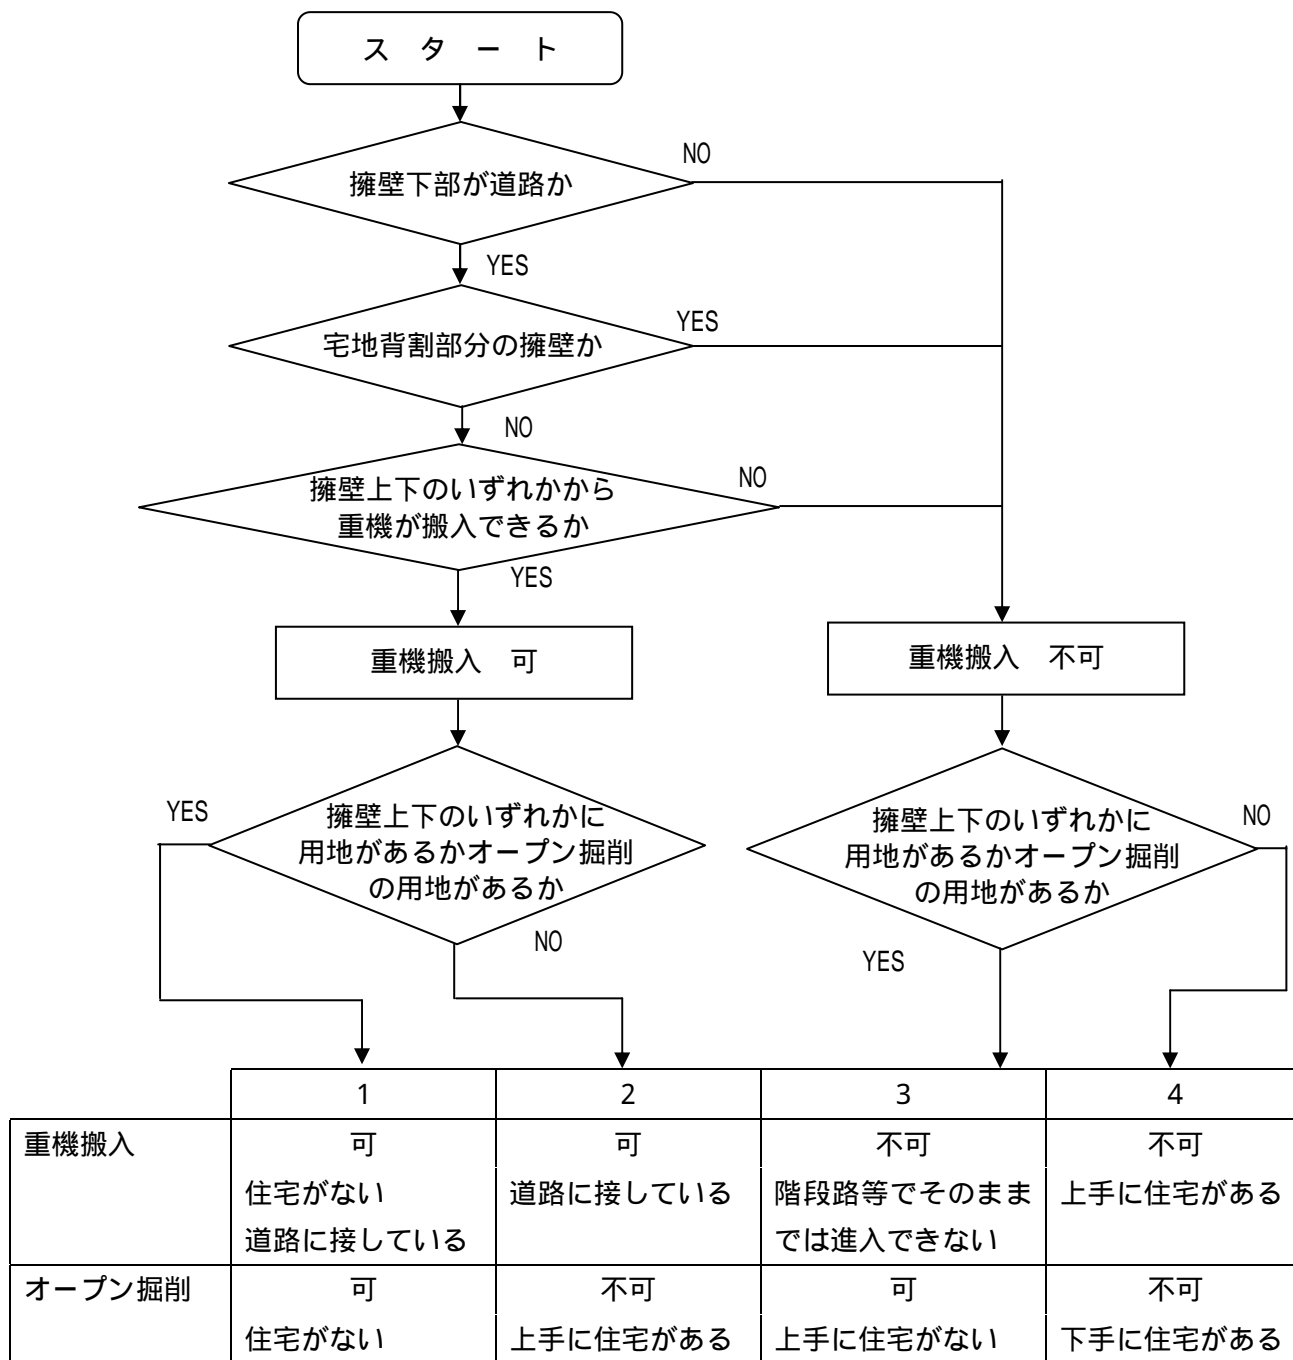 スタート
擁壁下部が道路か
NO
YES
宅地背割部分の擁壁か
YES
NO
擁壁上下のいずれかから
重機が搬入できるか
NO
YES
重機搬入 可
重機搬入 不可
擁壁上下のいずれかに
用地があるかオープン掘削
の用地があるか
YES
NO
擁壁上下のいずれかに
用地があるかオープン掘削
の用地があるか
NO
YES
1 2 3 4
重機搬入 可 可 不可 不可
住宅がない 道路に接している 階段路等でそのまま 上手に住宅がある
道路に接している では進入できない
オープン掘削 可 不可 可 不可
住宅がない 上手に住宅がある 上手に住宅がない 下手に住宅がある